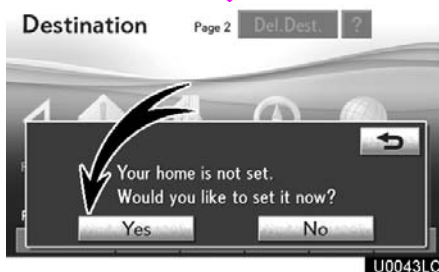 Destination Page 2 Del.Dest. ?
Your home is not set.
Would you like to set it now?
Yes No
U0043LC